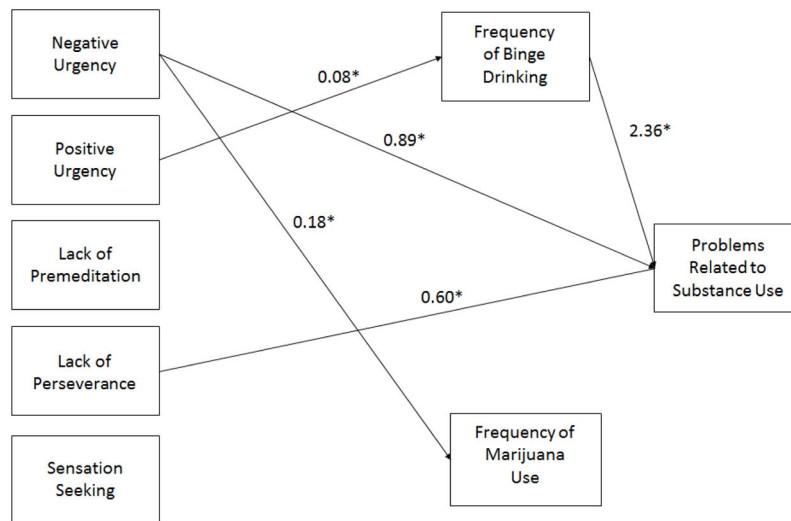 Negative
Urgency
Positive
Urgency
Lack of
Premeditation
Lack of
Perseverance
Sensation
Seeking
Frequency
of Binge
Drinking
Frequency of
Marijuana
Use
Problems
Related to
Substance Use
0.08*
0.89*
2.36*
0.18*
0.60*